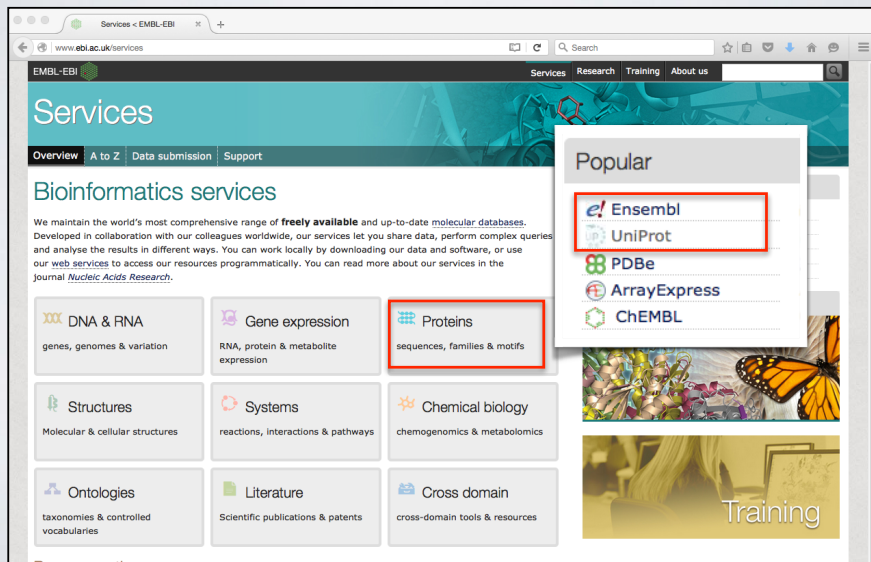 Services < EMBL-EBI
www.ebi.ac.uk/services
Search
EMBL-EBI
Services Research Training About us
Services
Overview A to Z Data submission Support
Bioinformatics services
We maintain the world's most comprehensive range of freely available and up-to-date molecular databases.
Developed in collaboration with our colleagues worldwide, our services let you share data, perform complex queries
and analyse the results in different ways. You can work locally by downloading our data and software, or use
our web services to access our resources programmatically. You can read more about our services in the
journal Nucleic Acids Research.
Popular
Ensembl
UniProt
PDBe
ArrayExpress
ChEMBL
DNA & RNA
genes, genomes & variation
Gene expression
RNA, protein & metabolite
expression
Proteins
sequences, families & motifs
Structures
Molecular & cellular structures
Systems
reactions, interactions & pathways
Chemical biology
chemogenomics & metabolomics
Ontologies
taxonomies & controlled
vocabularies
Literature
Scientific publications & patents
Cross domain
cross-domain tools & resources
Training